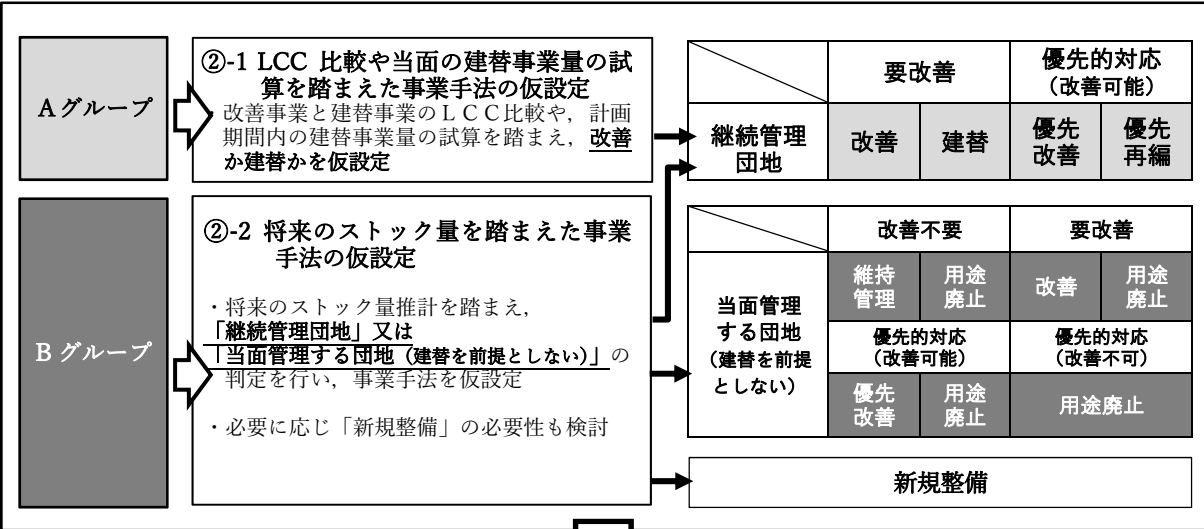 Aグループ
②-1 LCC 比較や当面の建替事業量の試
算を踏まえた事業手法の仮設定
改善事業と建替事業のＬＣＣ比較や，計画
期間内の建替事業量の試算を踏まえ，改善
か建替かを仮設定
要改善
優先的対応
（改善可能）
継続管理
団地
改善
建替
優先
改善
優先
再編
Bグループ
②-2 将来のストック量を踏まえた事業
手法の仮設定
・将来のストック量推計を踏まえ，
「継続管理団地」又は
「当面管理する団地（建替を前提としない）」の
判定を行い，事業手法を仮設定
・必要に応じ「新規整備」の必要性も検討
改善不要
要改善
当面管理
する団地
（建替を前提
としない）
維持
管理
用途
廃止
改善
用途
廃止
優先的対応
（改善可能）
優先的対応
（改善不可）
優先
改善
用途
廃止
用途廃止
新規整備